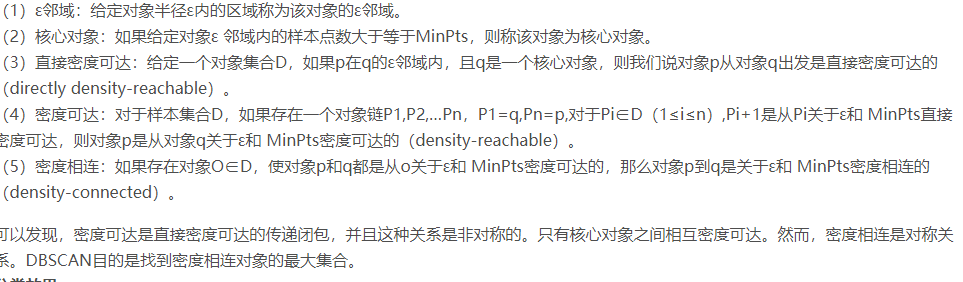 （1）ε邻域：给定对象半径ε内的区域称为该对象的ε邻域。
（2）核心对象：如果给定对象ε 邻域内的样本点数大于等于MinPts，则称该对象为核心对象。
（3）直接密度可达：给定一个对象集合D，如果p在q的ε邻域内，且q是一个核心对象，则我们说对象p从对象q出发是直接密度可达的
（directly density-reachable）。
（4）密度可达：对于样本集合D，如果存在一个对象链P1,P2,…Pn，P1=q,Pn=p,对于Pi∈D（1≤i≤n）,Pi+1是从Pi关于ε和 MinPts直接
密度可达，则对象p是从对象q关于ε和 MinPts密度可达的（density-reachable）。
（5）密度相连：如果存在对象O∈D，使对象p和q都是从o关于ε和 MinPts密度可达的，那么对象p到q是关于ε和 MinPts密度相连的
（density-connected）。
可以发现，密度可达是直接密度可达的传递闭包，并且这种关系是非对称的。只有核心对象之间相互密度可达。然而，密度相连是对称关
系。DBSCAN目的是找到密度相连对象的最大集合。